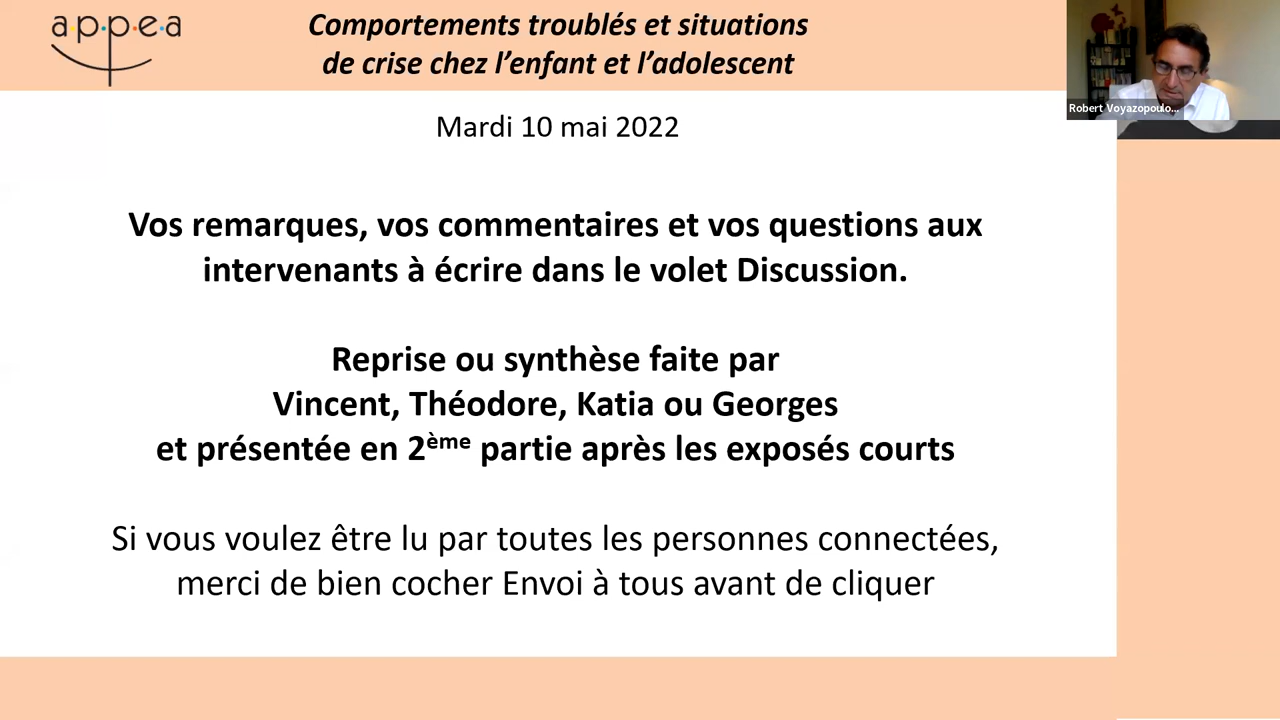 a·p·p·e·a
Comportements troublés et situations
de crise chez l’enfant et l’adolescent
Robert Voyazopoulo...
Mardi 10 mai 2022
Vos remarques, vos commentaires et vos questions aux
intervenants à écrire dans le volet Discussion.
Reprise ou synthèse faite par
Vincent, Théodore, Katia ou Georges
et présentée en 2ème partie après les exposés courts
Si vous voulez être lu par toutes les personnes connectées,
merci de bien cocher Envoi à tous avant de cliquer